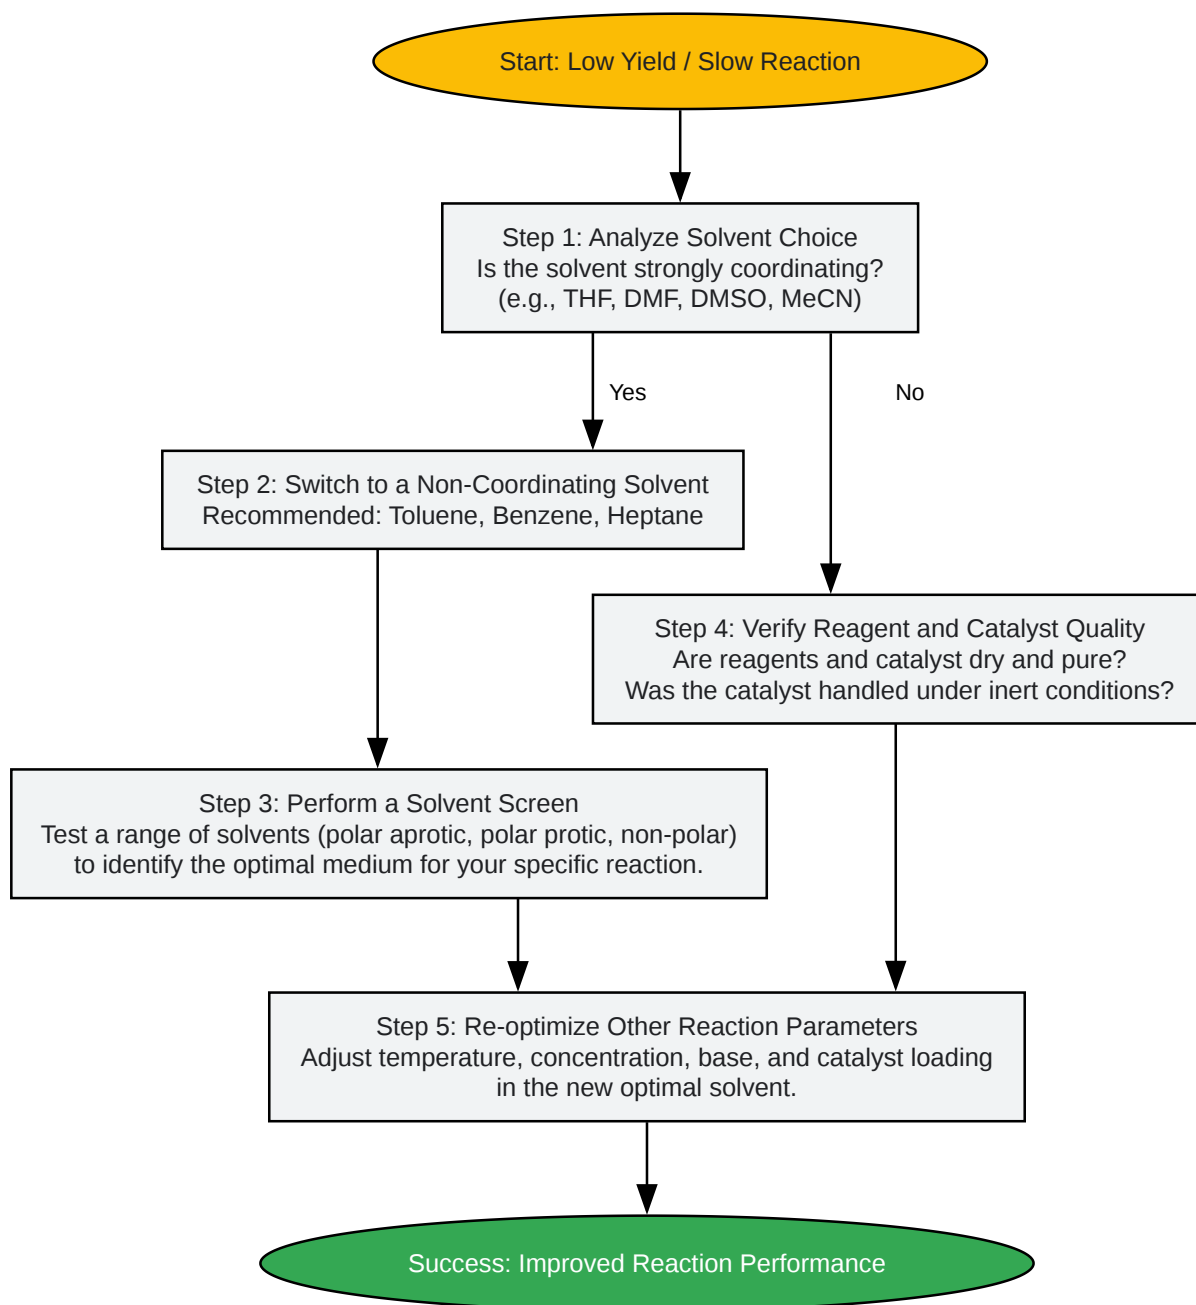 Start: Low Yield / Slow Reaction
Step 1: Analyze Solvent Choice
Is the solvent strongly coordinating?
(e.g., THF, DMF, DMSO, MeCN)
Yes
No
Step 2: Switch to a Non-Coordinating Solvent
Recommended: Toluene, Benzene, Heptane
Step 4: Verify Reagent and Catalyst Quality
Are reagents and catalyst dry and pure?
Was the catalyst handled under inert conditions?
Step 3: Perform a Solvent Screen
Test a range of solvents (polar aprotic, polar protic, non-polar)
to identify the optimal medium for your specific reaction.
Step 5: Re-optimize Other Reaction Parameters
Adjust temperature, concentration, base, and catalyst loading
in the new optimal solvent.
Success: Improved Reaction Performance